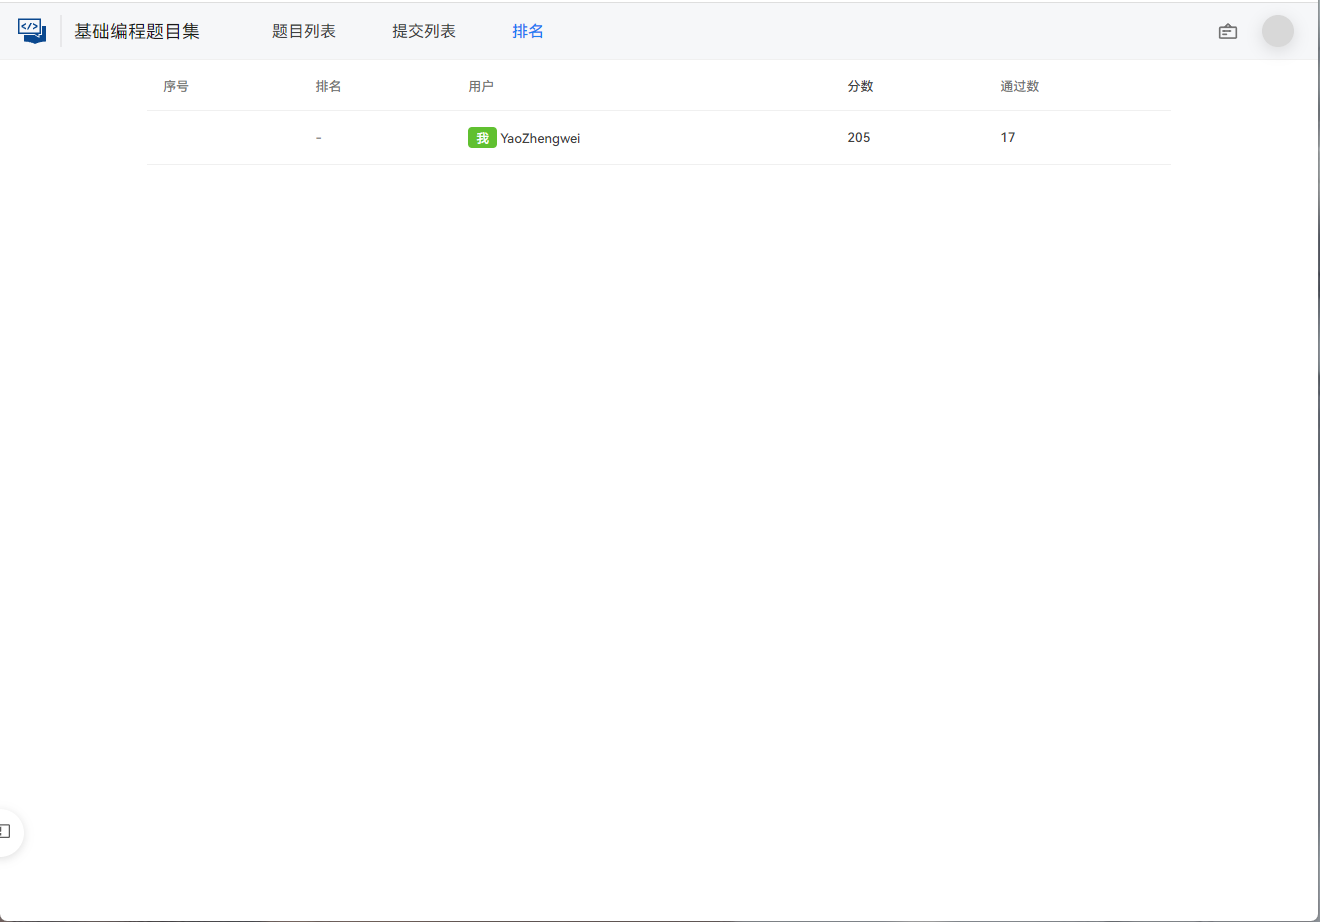 </> 基础编程题目集 题目列表 提交列表 排名
序号 排名 用户 分数 通过数
- 我 YaoZhengwei 205 17